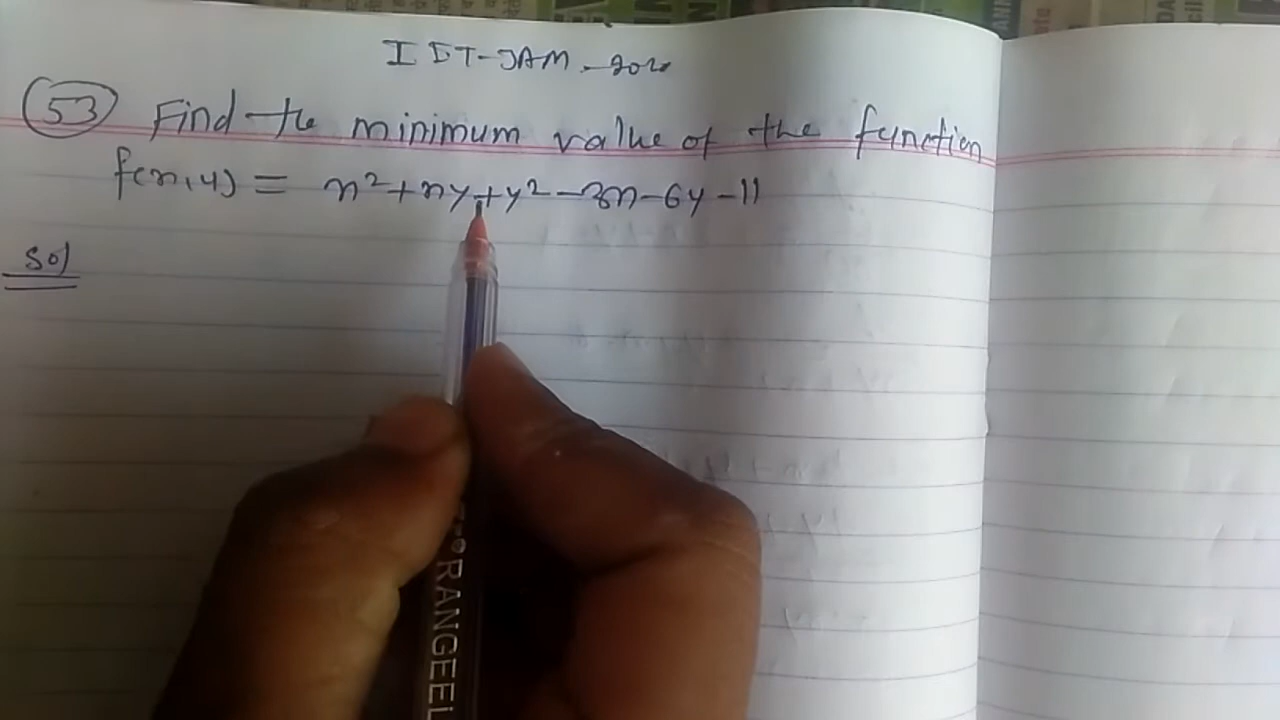 IIT-JAM-2020
53 Find the minimum value of the function
f(x,y) = x²+xy+y²-3x-6y-11
Sol
RANGEEL